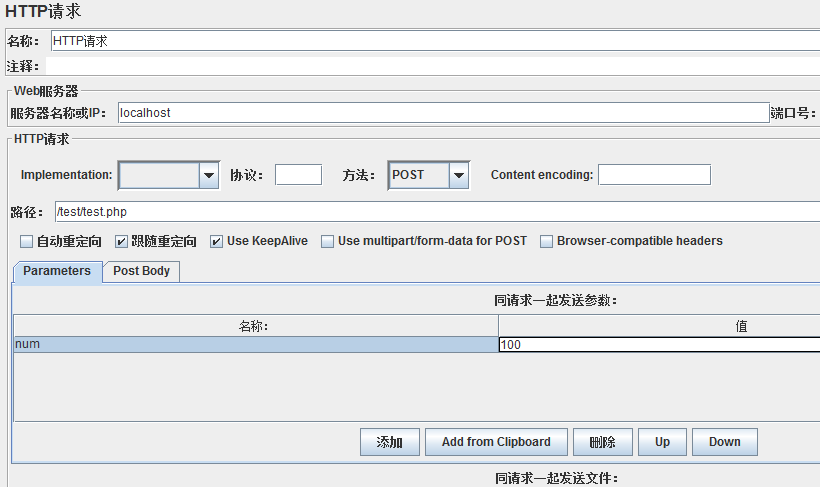 HTTP请求
名称： HTTP请求
注释：
Web服务器
服务器名称或IP： localhost 端口号：
HTTP请求
Implementation: 协议： 方法： POST Content encoding:
路径： /test/test.php
自动重定向 跟随重定向 Use KeepAlive Use multipart/form-data for POST Browser-compatible headers
Parameters Post Body
同请求一起发送参数：
名称： 值
num 100
添加 Add from Clipboard 删除 Up Down
同请求一起发送文件：